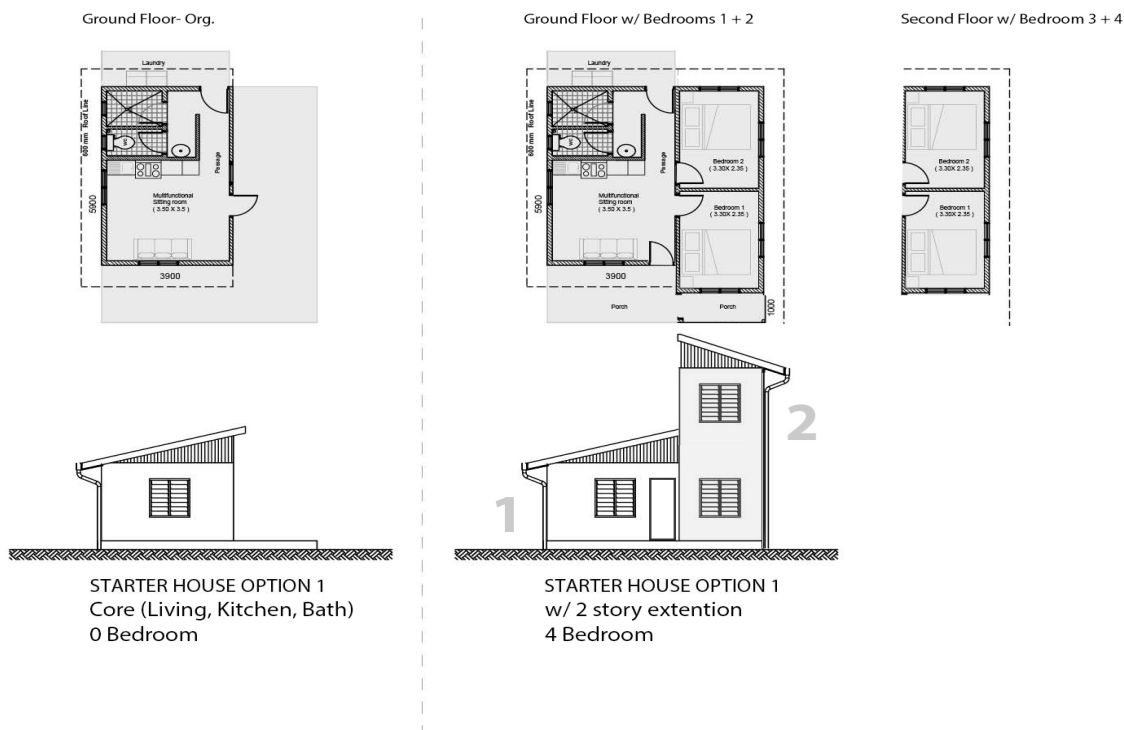 Ground Floor- Org.
Laundry
600 mm Roof Line
WC
Passage
Multifunctional
Sitting room
( 3.50 X 3.5 )
5900
3900
STARTER HOUSE OPTION 1
Core (Living, Kitchen, Bath)
0 Bedroom
Ground Floor w/ Bedrooms 1 + 2
Laundry
600 mm Roof Line
WC
Passage
Bedroom 2
( 3.30X 2.35 )
Multifunctional
Sitting room
( 3.50 X 3.5 )
Bedroom 1
( 3.30X 2.35 )
5900
3900
Porch
Porch
1000
1
2
STARTER HOUSE OPTION 1
w/ 2 story extention
4 Bedroom
Second Floor w/ Bedroom 3 + 4
Bedroom 2
( 3.30X 2.35 )
Bedroom 1
( 3.30X 2.35 )